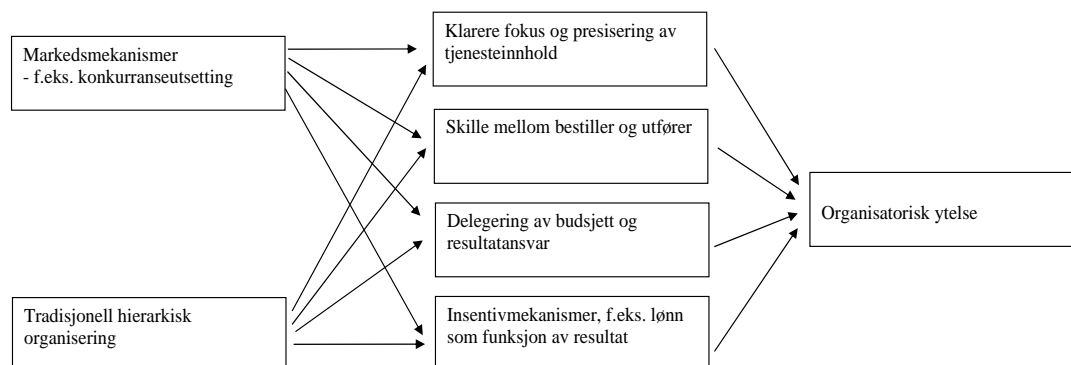 Markedsmekanismer
- f.eks. konkurranseutsetting
Tradisjonell hierarkisk
organisering
Klarere fokus og presisering av
tjenesteinnhold
Skille mellom bestiller og utfører
Delegering av budsjett og
resultatansvar
Insentivmekanismer, f.eks. lønn
som funksjon av resultat
Organisatorisk ytelse